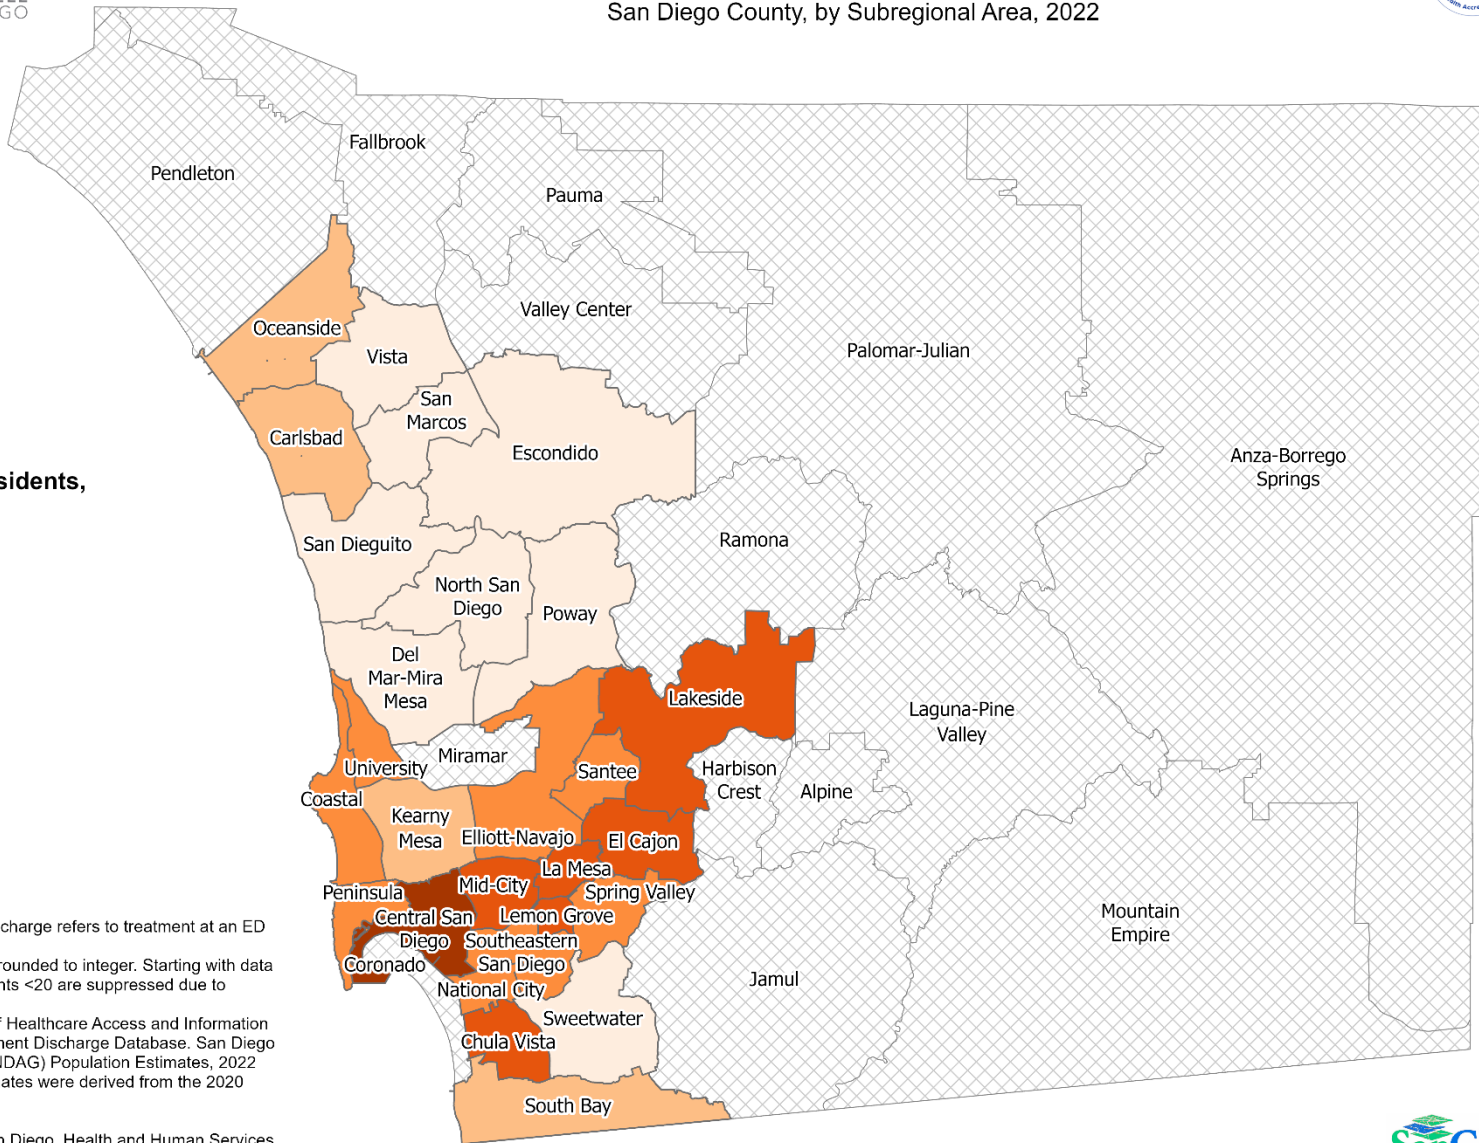 GO
San Diego County, by Subregional Area, 2022
Fallbrook
Pendleton
Pauma
Valley Center
Oceanside
Vista
Palomar-Julian
San
Marcos
Carlsbad
Escondido
Anza-Borrego
Springs
sidents,
San Dieguito
Ramona
North San
Diego
Poway
Del
Mar-Mira
Mesa
Lakeside
Laguna-Pine
Valley
Miramar
University
Santee
Harbison
Crest
Alpine
Coastal
Kearny
Mesa
Elliott-Navajo
El Cajon
La Mesa
Mid-City
Peninsula
Spring Valley
Central San
Diego
Lemon Grove
Mountain
Empire
Southeastern
San Diego
Coronado
Jamul
National City
Sweetwater
Chula Vista
South Bay
charge refers to treatment at an ED
rounded to integer. Starting with data
nts <20 are suppressed due to
f Healthcare Access and Information
nent Discharge Database. San Diego
NDAG) Population Estimates, 2022
ates were derived from the 2020
n Diego, Health and Human Services